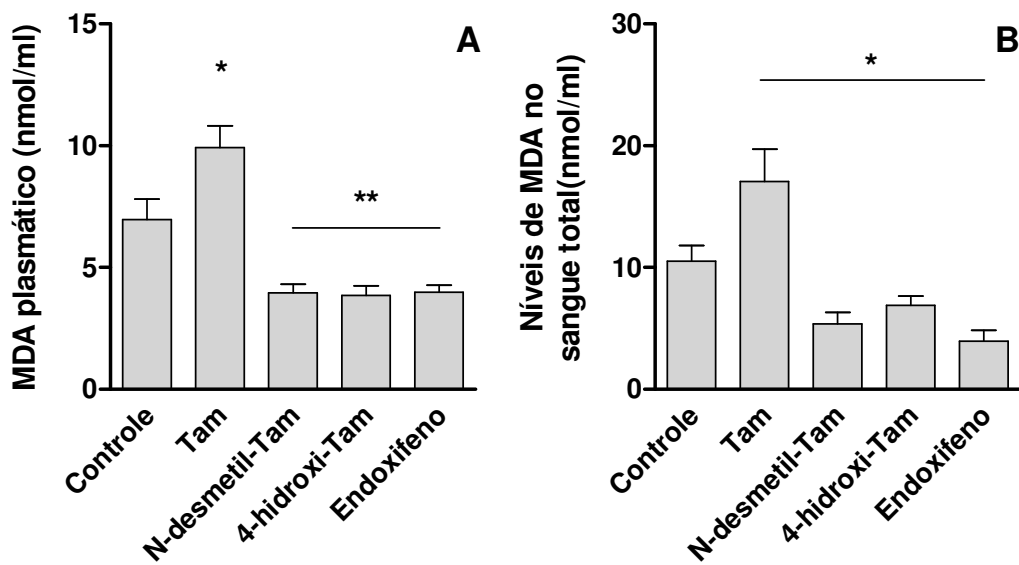 A
MDA plasmático (nmol/ml)
15
10
5
0
*
**
Controle
Tam
N-desmetil-Tam
4-hidroxi-Tam
Endoxifeno
B
Níveis de MDA no
sangue total(nmol/ml)
30
20
10
0
*
Controle
Tam
N-desmetil-Tam
4-hidroxi-Tam
Endoxifeno